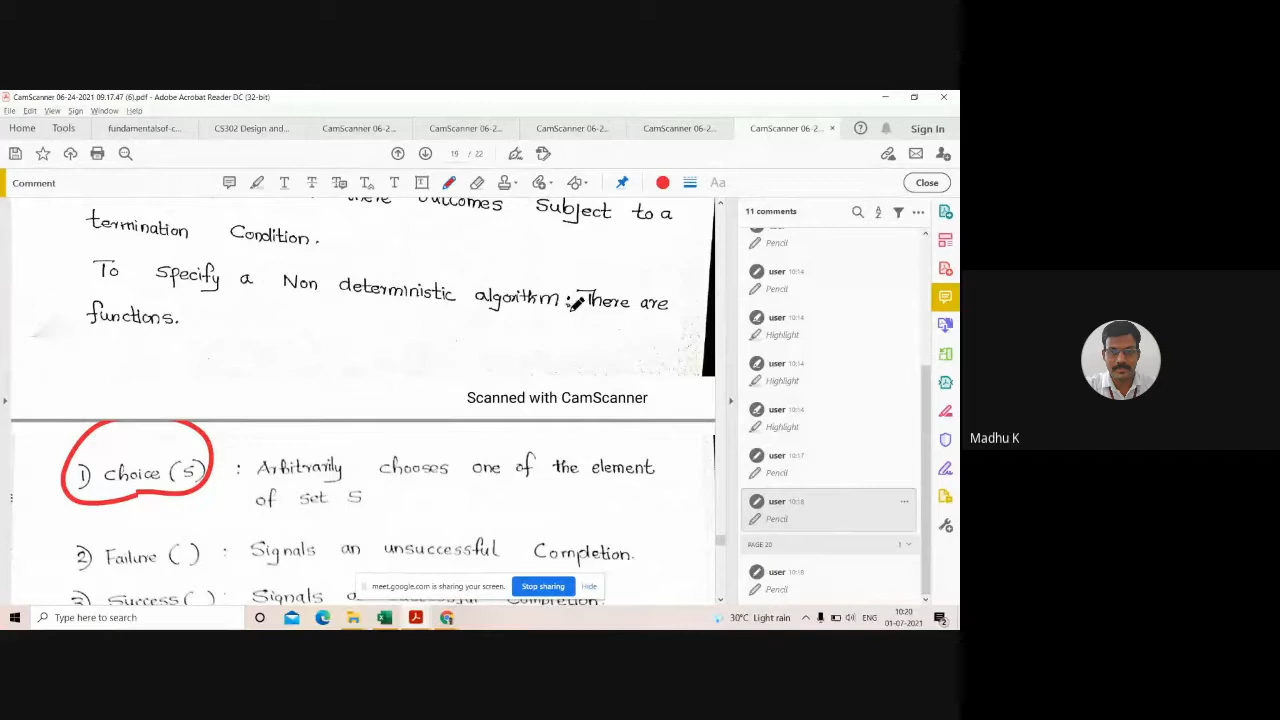 CamScanner 06-24-2021 09.17.47 (6).pdf - Adobe Acrobat Reader DC (32-bit)
File Edit View Sign Window Help
Home Tools fundamentalsof-c... CS302 Design and... CamScanner 06-2... CamScanner 06-2... CamScanner 06-2... CamScanner 06-2... CamScanner 06-2... × Sign In
19 / 22
Comment Aa Close
outcomes subject to a
termination Condition.
To specify a Non deterministic algorithm : There are
functions.
Scanned with CamScanner
1) choice (S) : Arbitrarily chooses one of the element
of set S
2) Failure ( ) : Signals an unsuccessful Completion.
3) Success ( ) : Signals
Completion.
meet.google.com is sharing your screen. Stop sharing Hide
11 comments
Pencil
user 10:14
Pencil
user 10:14
Highlight
user 10:14
Highlight
user 10:14
Highlight
user 10:17
Pencil
user 10:18
Pencil
PAGE 20 1
user 10:18
Pencil
Type here to search
30°C Light rain ENG 10:20
01-07-2021
Madhu K